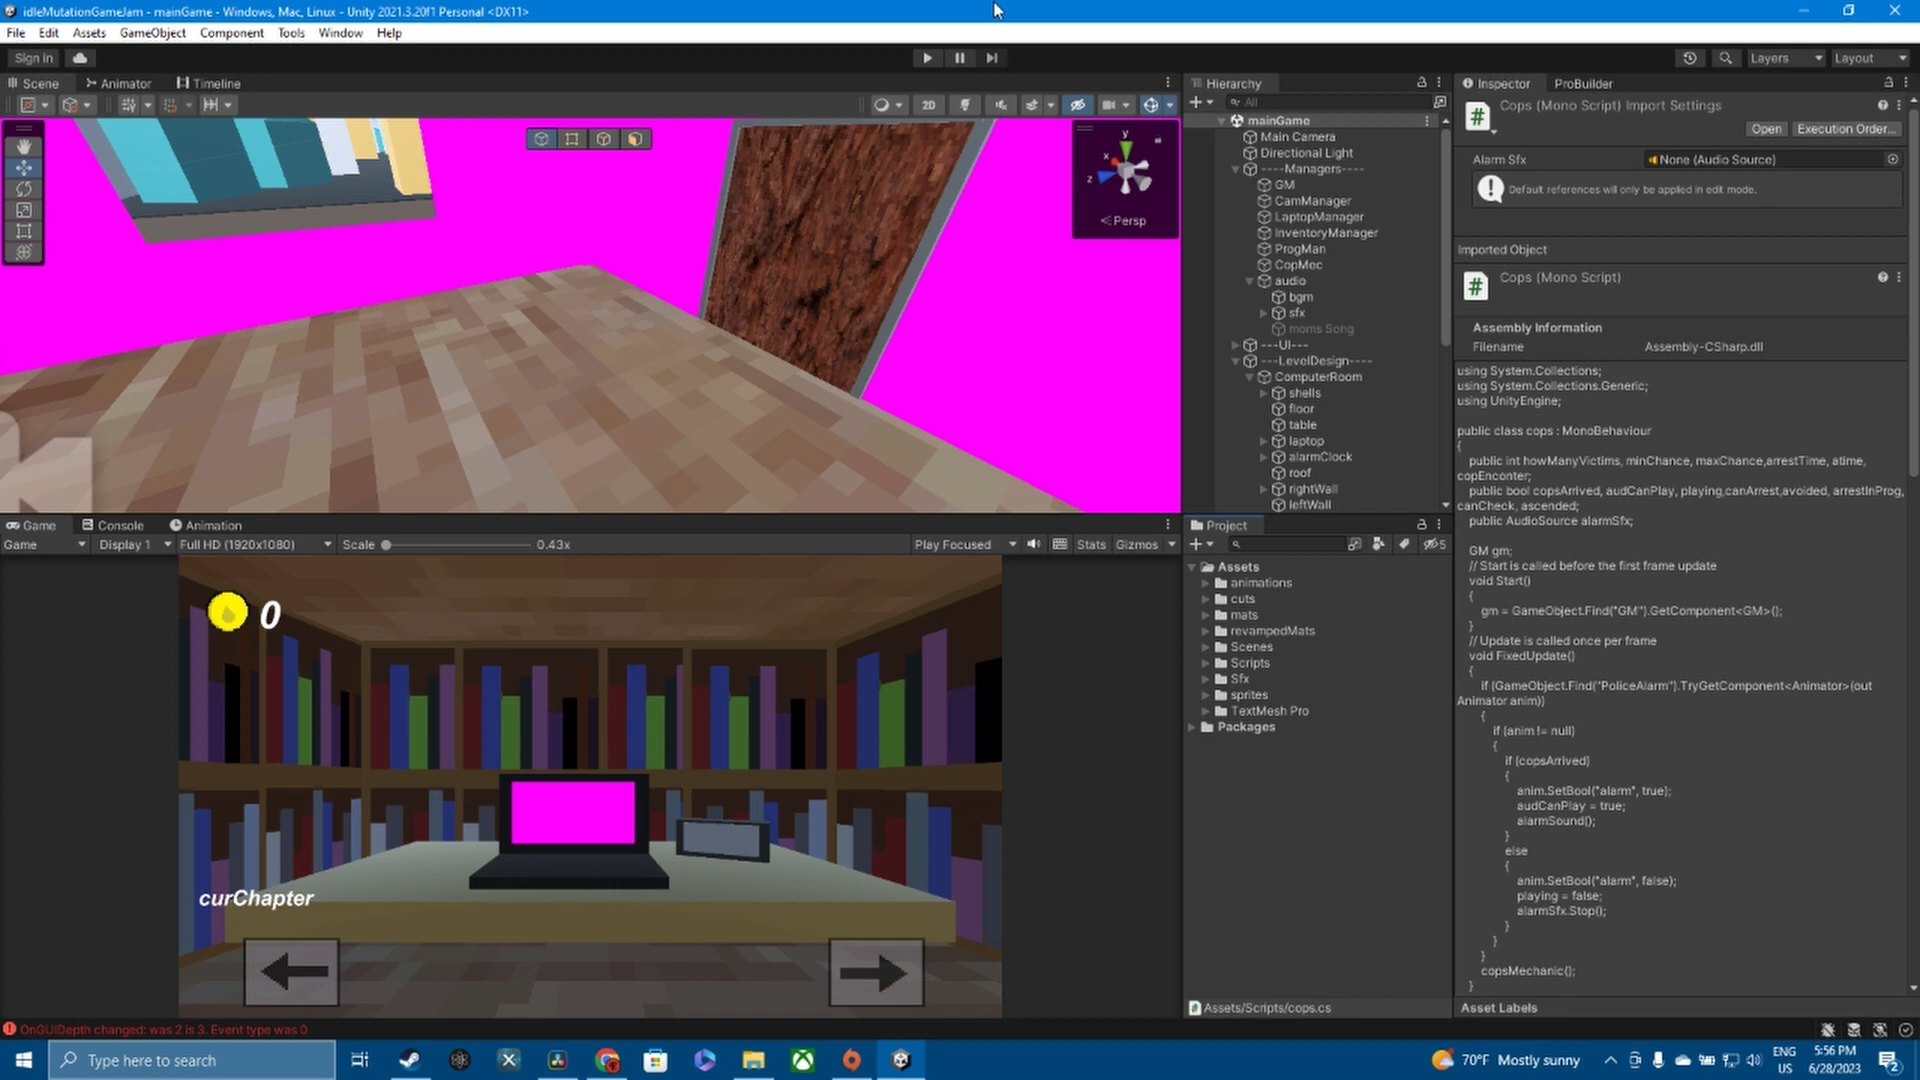 idleMutationGameJam - mainGame - Windows, Mac, Linux - Unity 2021.3.20f1 Personal <DX11>
File Edit Assets GameObject Component Tools Window Help
Sign in
Layers Layout
Scene Animator Timeline
2D
y
x
z
Persp
Hierarchy
All
mainGame
Main Camera
Directional Light
----Managers----
GM
CamManager
LaptopManager
InventoryManager
ProgMan
CopMec
audio
bgm
sfx
moms Song
---UI---
---LevelDesign----
ComputerRoom
shells
floor
table
laptop
alarmClock
roof
rightWall
leftWall
Inspector ProBuilder
Cops (Mono Script) Import Settings
Open Execution Order...
Alarm Sfx None (Audio Source)
Default references will only be applied in edit mode.
Imported Object
Cops (Mono Script)
Assembly Information
Filename Assembly-CSharp.dll
using System.Collections;
using System.Collections.Generic;
using UnityEngine;
public class cops : MonoBehaviour
{
public int howManyVictims, minChance, maxChance,arrestTime, atime,
copEnconter;
public bool copsArrived, audCanPlay, playing,canArrest,avoided, arrestInProg,
canCheck, ascended;
public AudioSource alarmSfx;
GM gm;
// Start is called before the first frame update
void Start()
{
gm = GameObject.Find("GM").GetComponent<GM>();
}
// Update is called once per frame
void FixedUpdate()
{
if (GameObject.Find("PoliceAlarm").TryGetComponent<Animator>(out
Animator anim))
{
if (anim != null)
{
if (copsArrived)
{
anim.SetBool("alarm", true);
audCanPlay = true;
alarmSound();
}
else
{
anim.SetBool("alarm", false);
playing = false;
alarmSfx.Stop();
}
}
}
copsMechanic();
}
Asset Labels
Game Console Animation
Game Display 1 Full HD (1920x1080) Scale 0.43x Play Focused Stats Gizmos
0
curChapter
Project
5
Assets
animations
cuts
mats
revampedMats
Scenes
Scripts
Sfx
sprites
TextMesh Pro
Packages
Assets/Scripts/cops.cs
OnGUIDepth changed: was 2 is 3. Event type was 0
Type here to search
70°F Mostly sunny
ENG
US
5:56 PM
6/28/2023
2